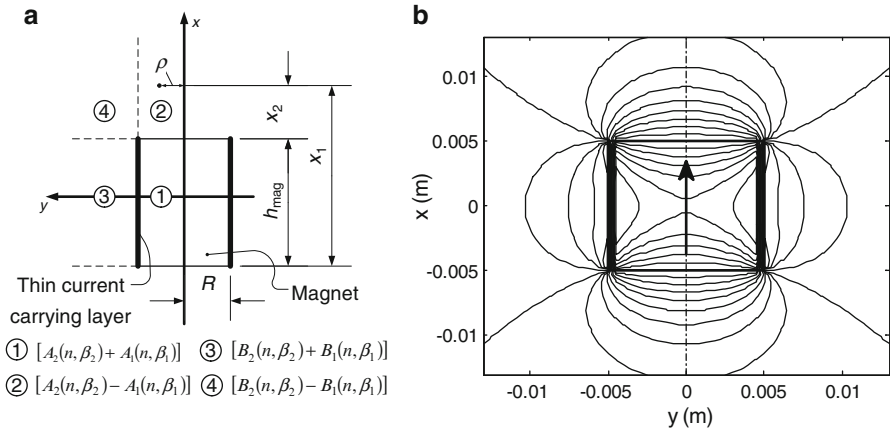 a
x
ρ
④ ②
x₂
x₁
h_mag
y ③ ①
Thin current
carrying layer
R
Magnet
① [A₂(n,β₂)+ A₁(n,β₁)] ③ [B₂(n,β₂)+ B₁(n,β₁)]
② [A₂(n,β₂)− A₁(n,β₁)] ④ [B₂(n,β₂)− B₁(n,β₁)]
b
x (m)
0.01
0.005
0
-0.005
-0.01
-0.01 -0.005 0 0.005 0.01
y (m)